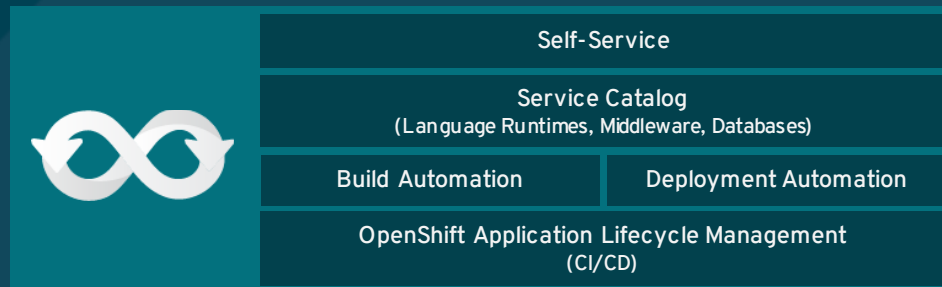 Self-Service
Service Catalog
(Language Runtimes, Middleware, Databases)
Build Automation
Deployment Automation
OpenShift Application Lifecycle Management
(CI/CD)